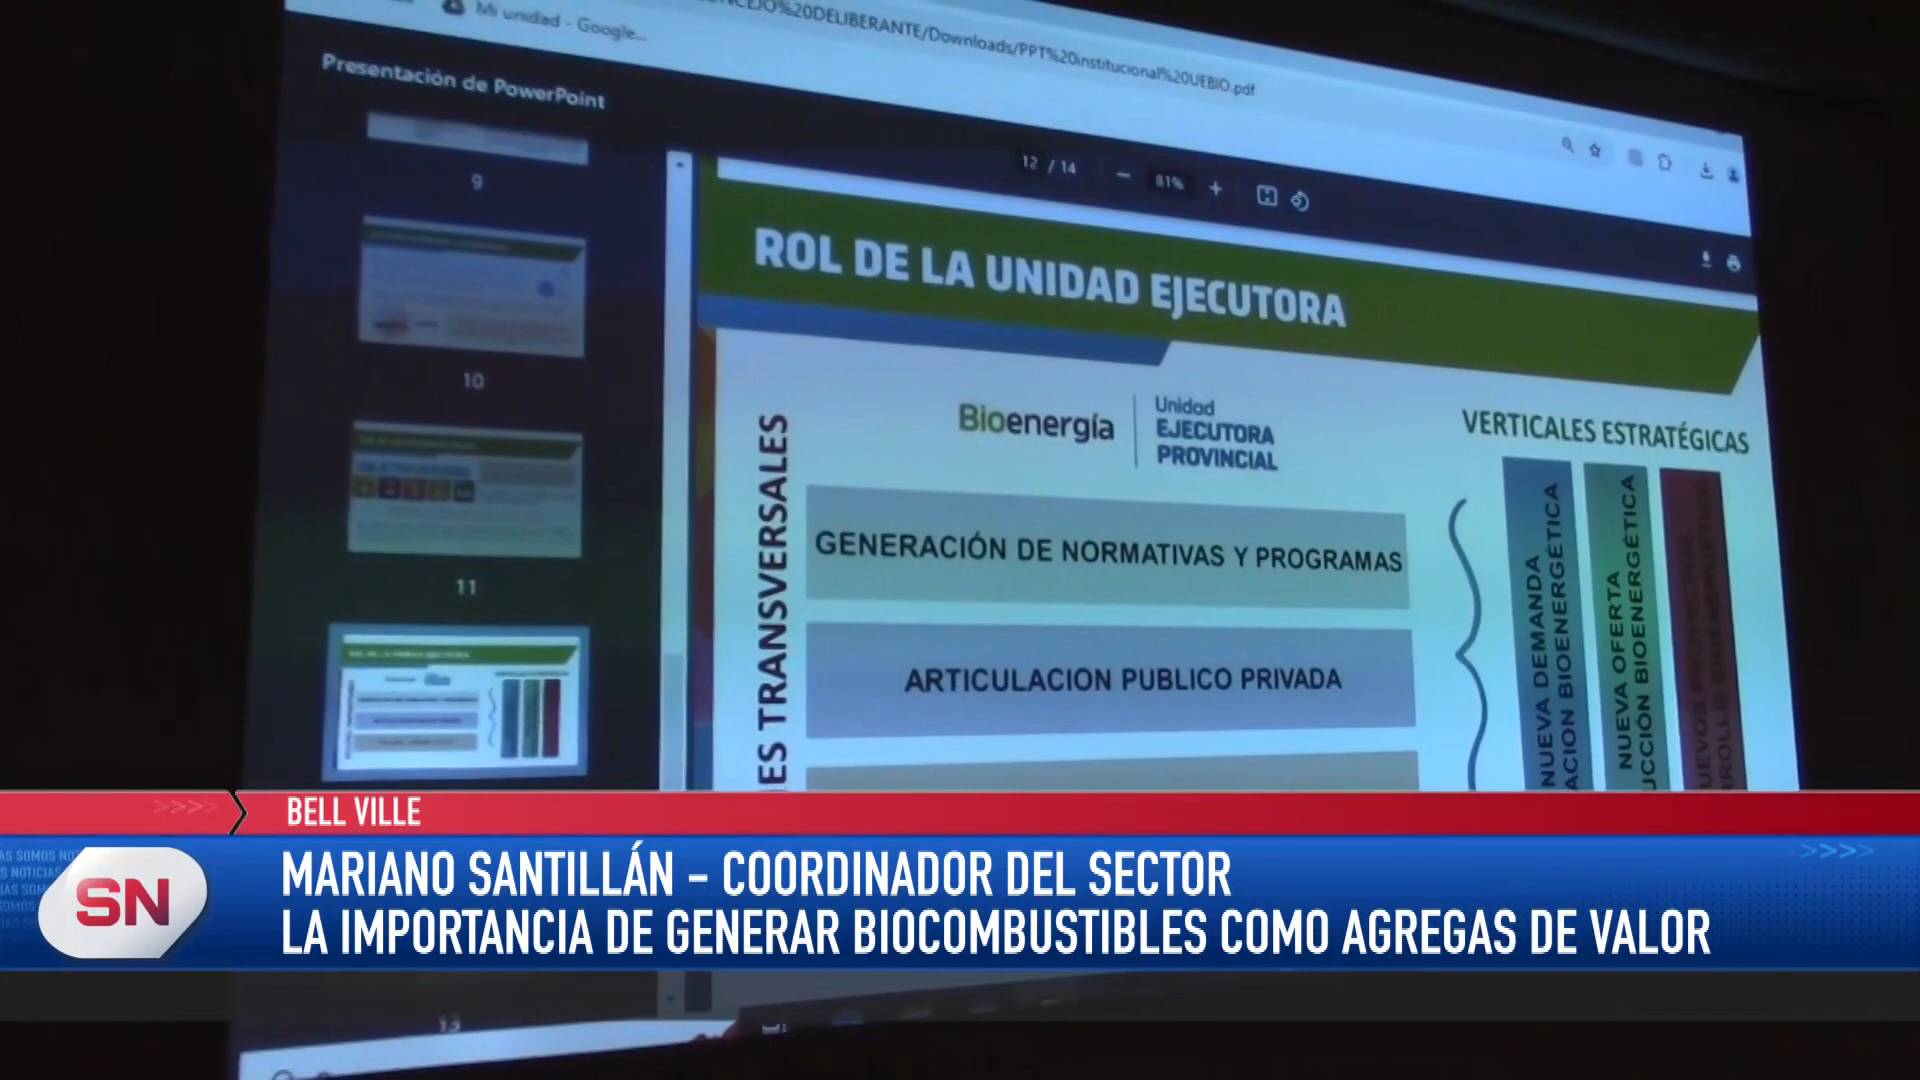 CONCEJO%20DELIBERANTE/Downloads/PPT%20institucional%20UEBIO.pdf
Mi unidad - Google...
Presentación de PowerPoint
12 / 14
81%
9
10
11
13
ROL DE LA UNIDAD EJECUTORA
Bioenergía
Unidad
EJECUTORA
PROVINCIAL
VERTICALES ESTRATÉGICAS
ES TRANSVERSALES
GENERACIÓN DE NORMATIVAS Y PROGRAMAS
ARTICULACION PUBLICO PRIVADA
NUEVA DEMANDA
ACION BIOENERGÉTICA
NUEVA OFERTA
UCCIÓN BIOENERGÉTICA
BELL VILLE
SN
MARIANO SANTILLÁN - COORDINADOR DEL SECTOR
LA IMPORTANCIA DE GENERAR BIOCOMBUSTIBLES COMO AGREGAS DE VALOR